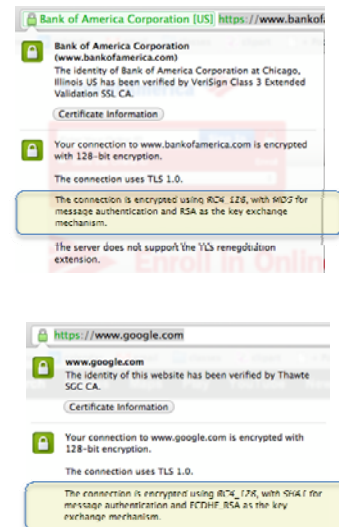 Bank of America Corporation [US] https://www.bankofa
Bank of America Corporation
(www.bankofamerica.com)
The identity of Bank of America Corporation at Chicago,
Illinois US has been verified by VeriSign Class 3 Extended
Validation SSL CA.
Certificate Information
Your connection to www.bankofamerica.com is encrypted
with 128-bit encryption.
The connection uses TLS 1.0.
The connection is encrypted using RC4_128, with MD5 for
message authentication and RSA as the key exchange
mechanism.
The server does not support the TLS renegotiation
extension.
Enroll in Onlin
https://www.google.com
www.google.com
The identity of this website has been verified by Thawte
SGC CA.
Certificate Information
Your connection to www.google.com is encrypted with
128-bit encryption.
The connection uses TLS 1.0.
The connection is encrypted using RC4_128, with SHA1 for
message authentication and ECDHE_RSA as the key
exchange mechanism.